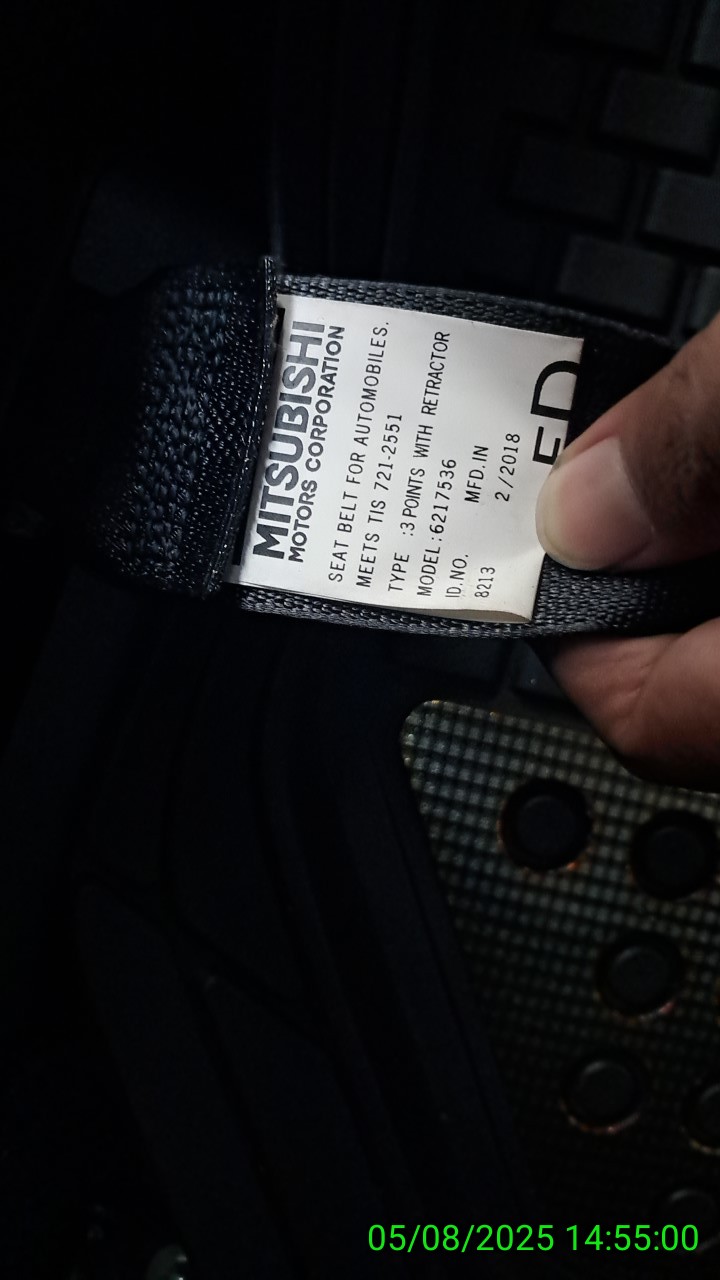 MITSUBISHI
MOTORS CORPORATION
SEAT BELT FOR AUTOMOBILES.
MEETS TIS 721-2551
TYPE :3 POINTS WITH RETRACTOR
MODEL:6217536
ID.NO. MFD.IN
8213 2/2018
ED
05/08/2025 14:55:00